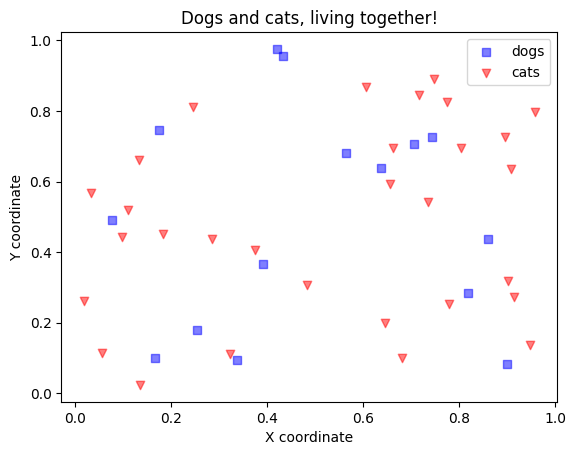 Dogs and cats, living together!
dogs
cats
Y coordinate
1.0
0.8
0.6
0.4
0.2
0.0
0.0 0.2 0.4 0.6 0.8 1.0
X coordinate